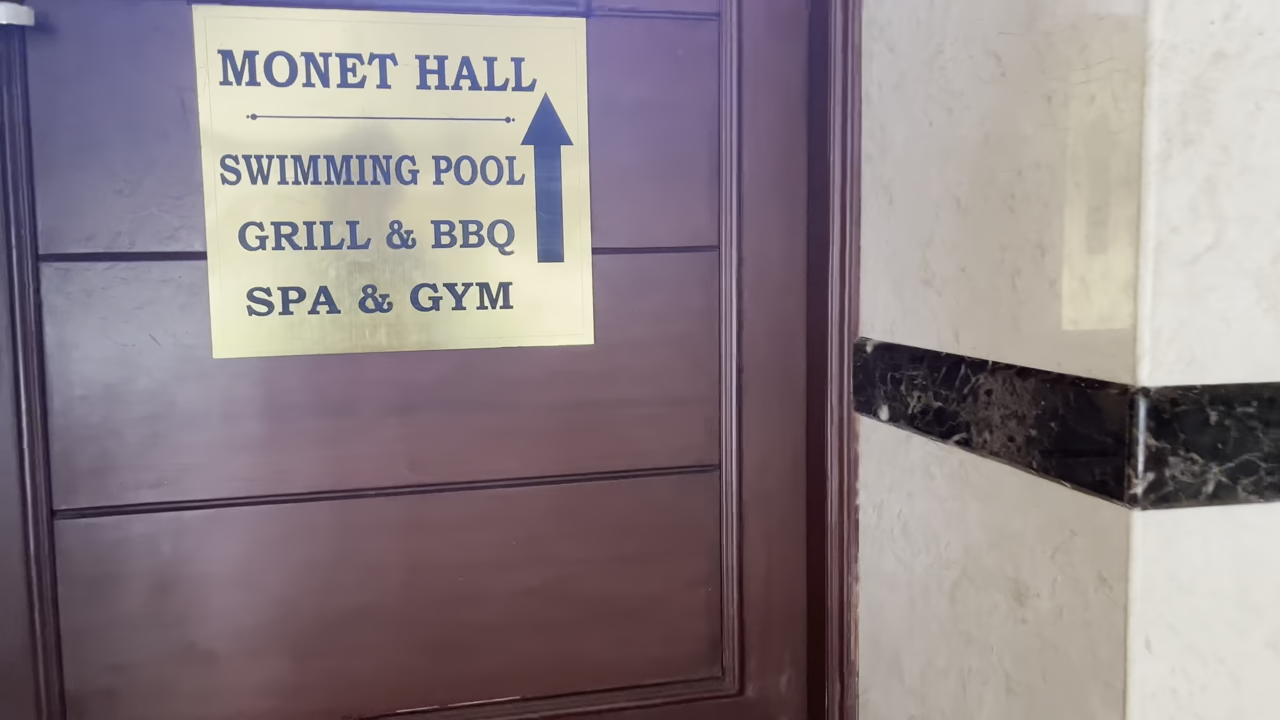 MONET HALL
SWIMMING POOL
GRILL & BBQ
SPA & GYM